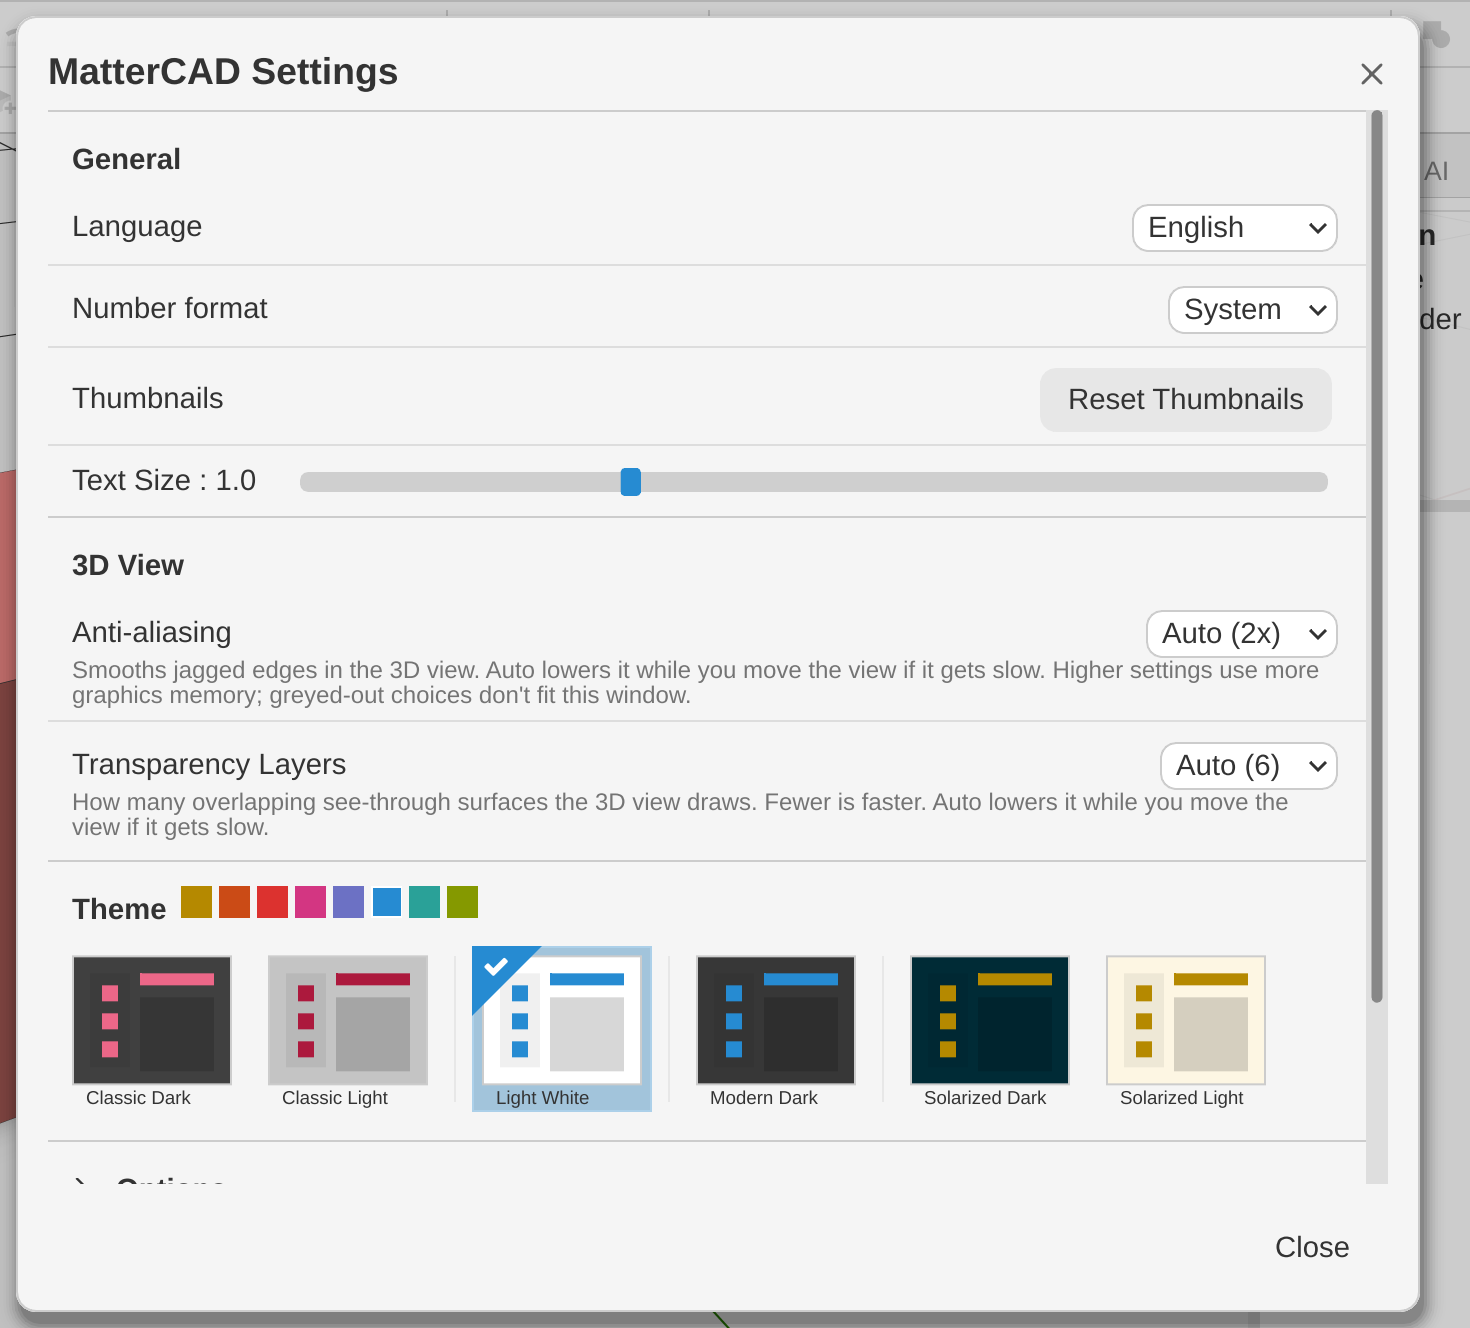 MatterCAD Settings
AI
General
Language
English
n
Number format
System
der
Thumbnails
Reset Thumbnails
Text Size : 1.0
3D View
Anti-aliasing
Auto (2x)
Smooths jagged edges in the 3D view. Auto lowers it while you move the view if it gets slow. Higher settings use more
graphics memory; greyed-out choices don't fit this window.
Transparency Layers
Auto (6)
How many overlapping see-through surfaces the 3D view draws. Fewer is faster. Auto lowers it while you move the
view if it gets slow.
Theme
Classic Dark
Classic Light
Light White
Modern Dark
Solarized Dark
Solarized Light
Options
Close